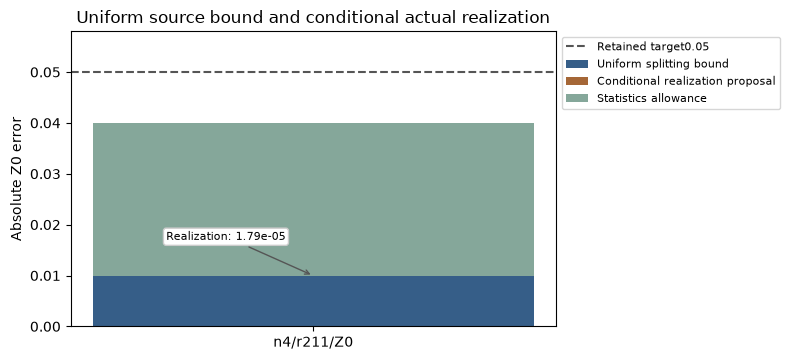 Uniform source bound and conditional actual realization
Retained target0.05
Uniform splitting bound
Conditional realization proposal
Statistics allowance
Absolute Z0 error
0.05
0.04
0.03
0.02
0.01
0.00
Realization: 1.79e-05
n4/r211/Z0